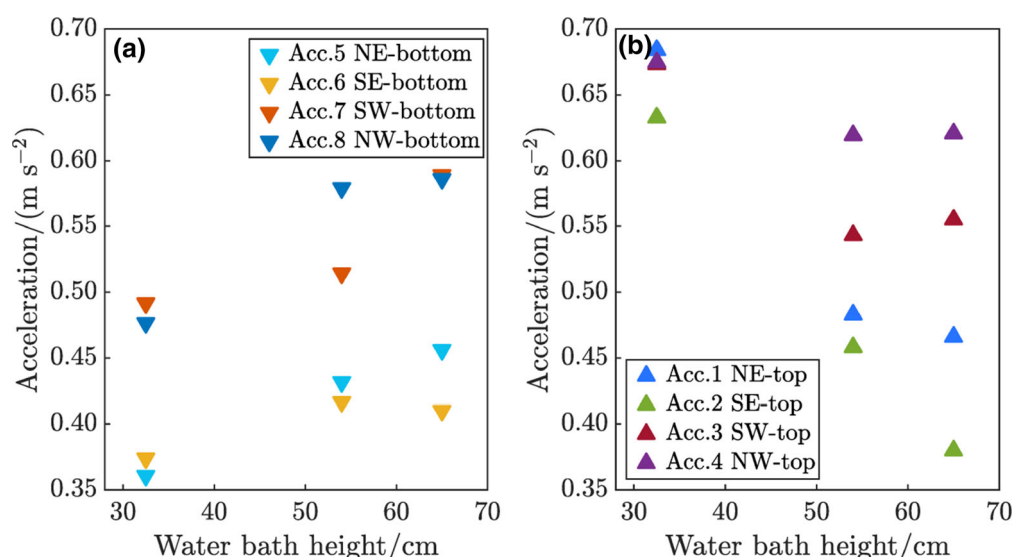 (a)
Acceleration/(m s−2)
0.70
0.65
0.60
0.55
0.50
0.45
0.40
0.35
Acc.5 NE-bottom
Acc.6 SE-bottom
Acc.7 SW-bottom
Acc.8 NW-bottom
30 40 50 60 70
Water bath height/cm
(b)
Acceleration/(m s−2)
0.70
0.65
0.60
0.55
0.50
0.45
0.40
0.35
Acc.1 NE-top
Acc.2 SE-top
Acc.3 SW-top
Acc.4 NW-top
30 40 50 60 70
Water bath height/cm